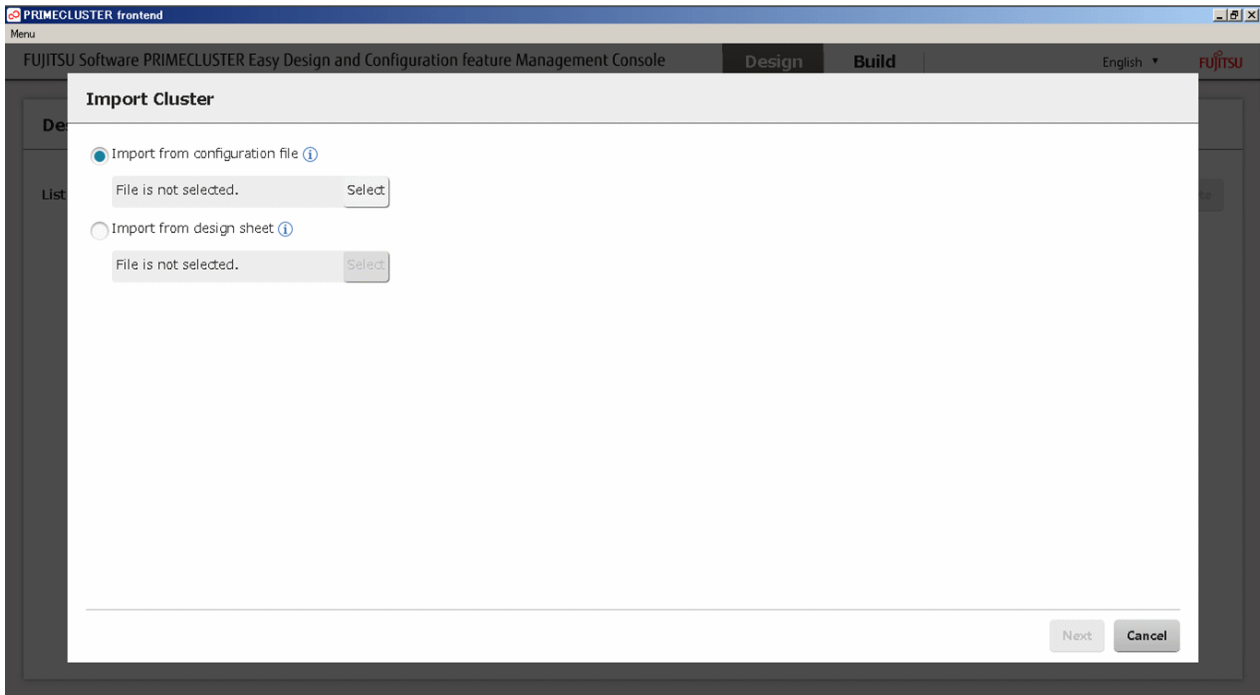 PRIMECLUSTER frontend
Menu
FUJITSU Software PRIMECLUSTER Easy Design and Configuration feature Management Console Design Build English FUJITSU
Import Cluster
De
Import from configuration file
List
File is not selected. Select
Import from design sheet
File is not selected. Select
Next Cancel